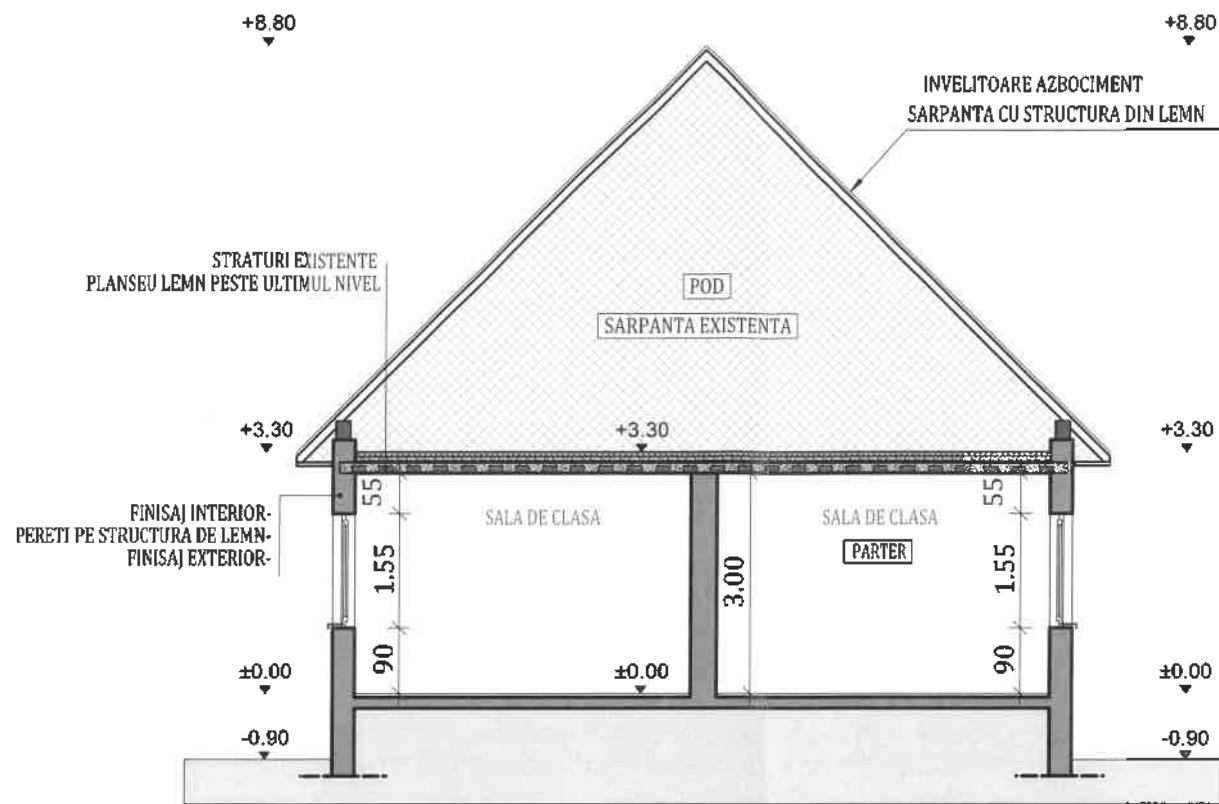 +8.80
+8.80
INVELITOARE AZBOCIMENT
SARPANTA CU STRUCTURA DIN LEMN
STRATURI EXISTENTE
PLANSEU LEMN PESTE ULTIMUL NIVEL
POD
SARPANTA EXISTENTA
+3.30
+3.30
+3.30
55
55
FINISAJ INTERIOR-
PERETI PE STRUCTURA DE LEMN-
FINISAJ EXTERIOR-
SALA DE CLASA
SALA DE CLASA
PARTER
1.55
3.00
1.55
90
90
±0.00
±0.00
±0.00
-0.90
-0.90